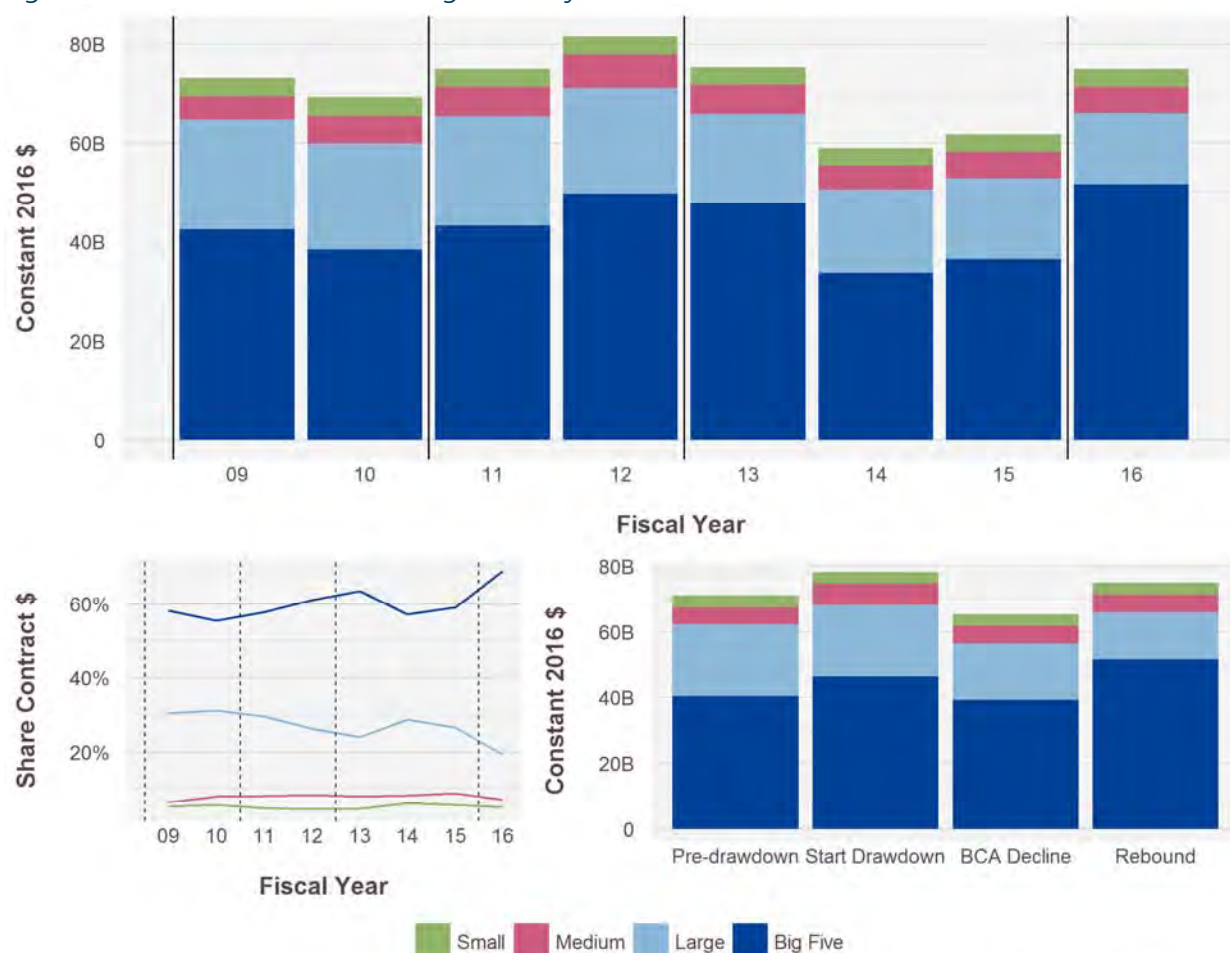 80B
60B
40B
20B
0
Constant 2016 $
09 10 11 12 13 14 15 16
Fiscal Year
Share Contract $
60%
40%
20%
09 10 11 12 13 14 15 16
Fiscal Year
Constant 2016 $
80B
60B
40B
20B
0
Pre-drawdown Start Drawdown BCA Decline Rebound
Small Medium Large Big Five